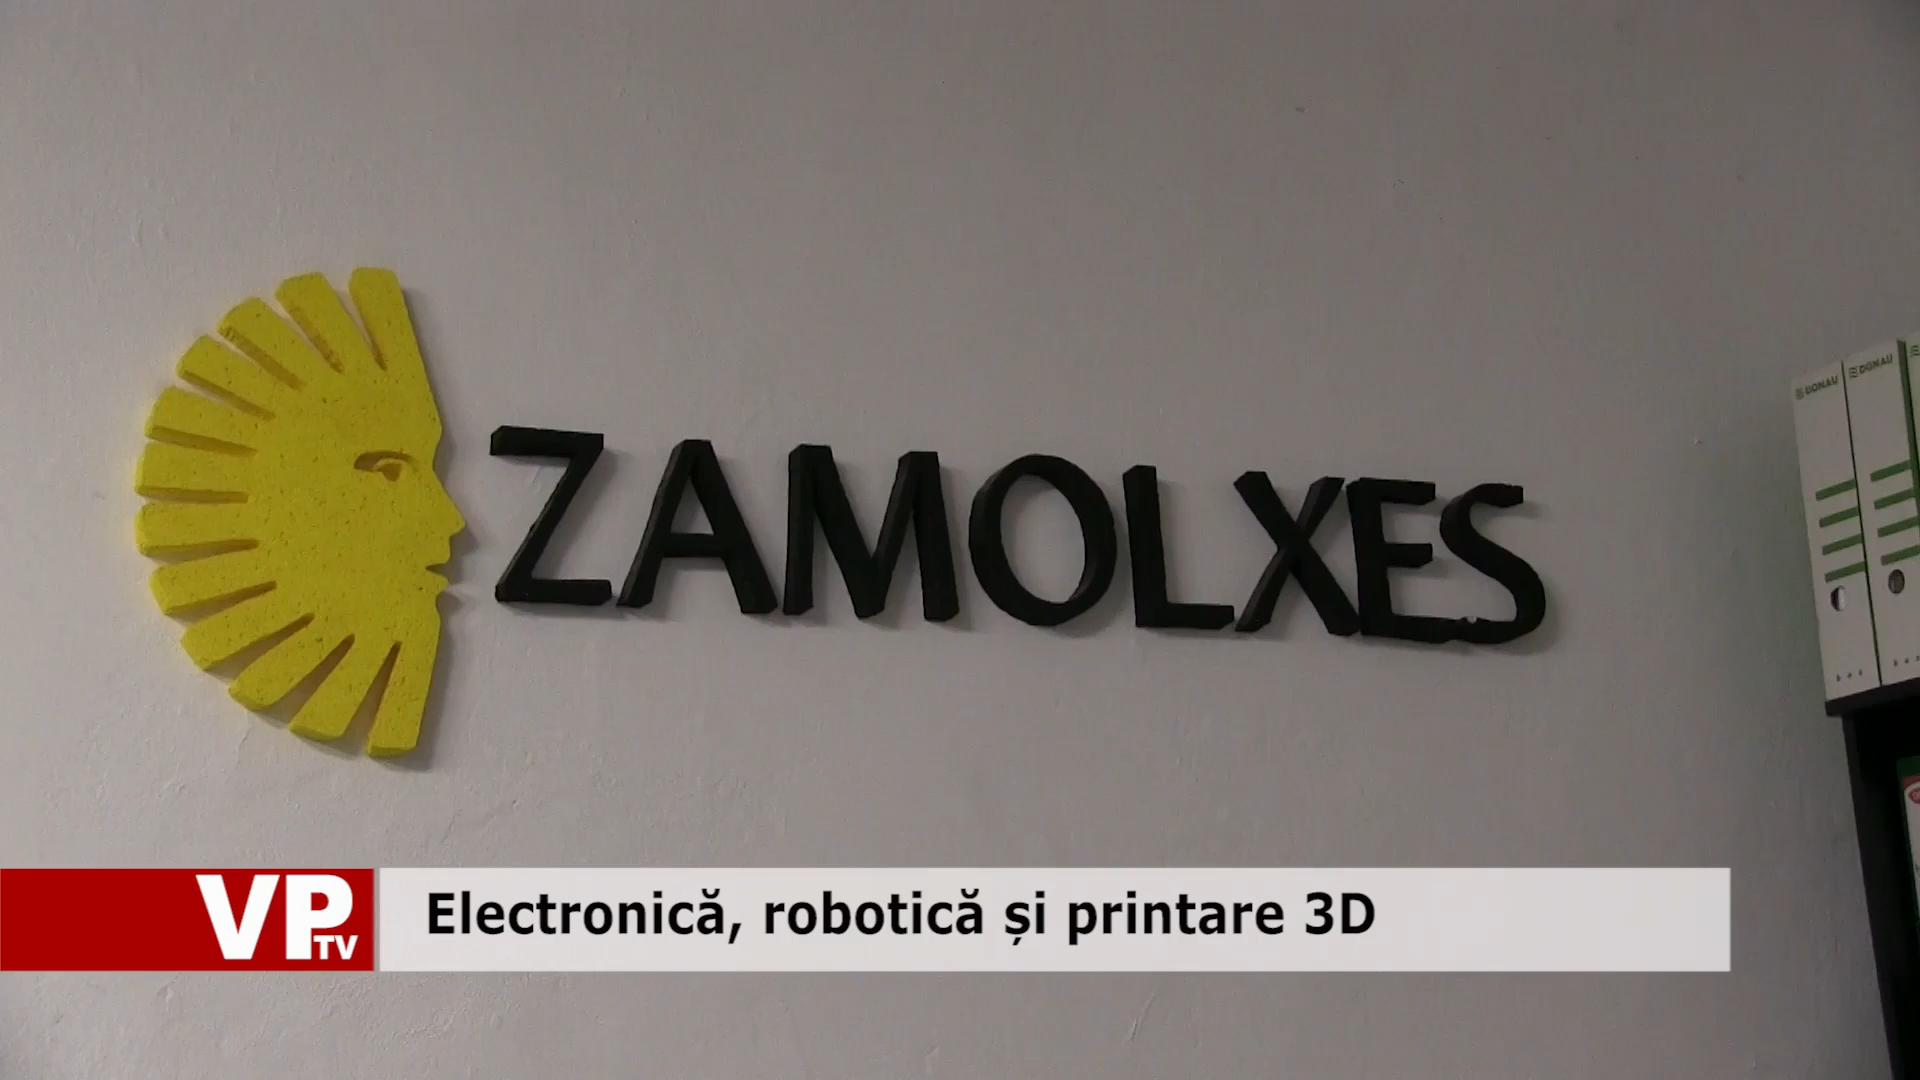 ZAMOLXES
DONAU
DONAU
VP TV
Electronică, robotică și printare 3D